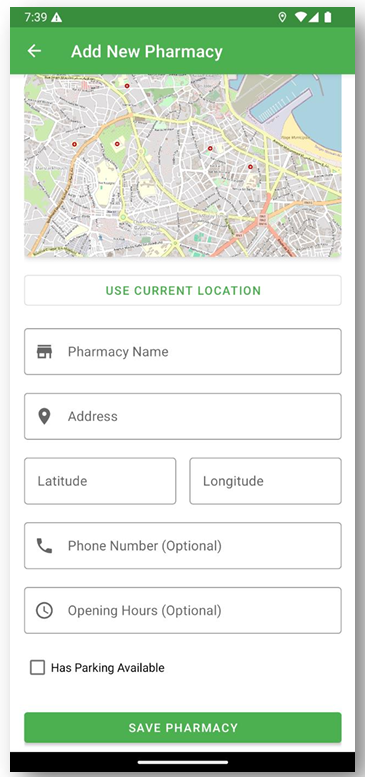 7:39
Add New Pharmacy
USE CURRENT LOCATION
Pharmacy Name
Address
Latitude
Longitude
Phone Number (Optional)
Opening Hours (Optional)
Has Parking Available
SAVE PHARMACY